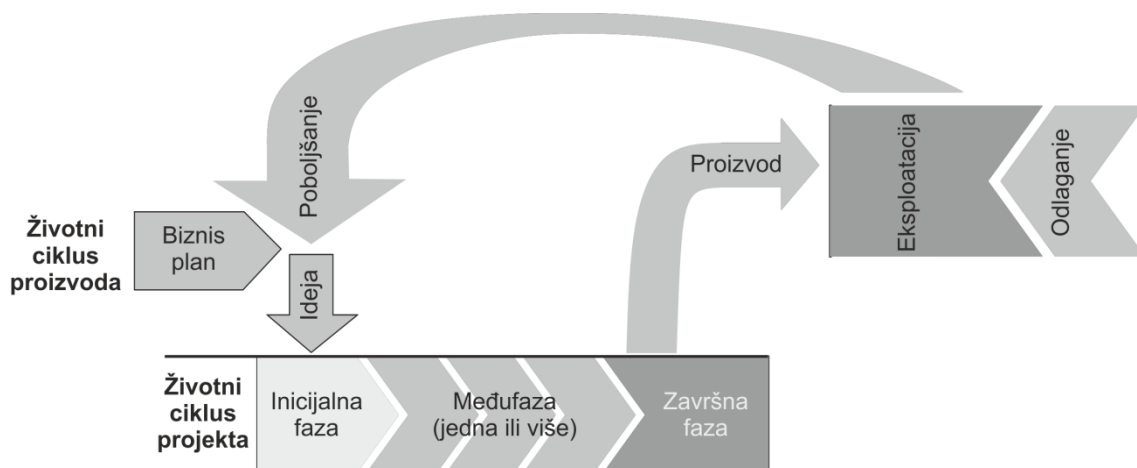 Poboljšanje
Proizvod
Eksploatacija
Odlaganje
Životni
ciklus
proizvoda
Biznis
plan
Ideja
Životni
ciklus
projekta
Inicijalna
faza
Međufaza
(jedna ili više)
Završna
faza